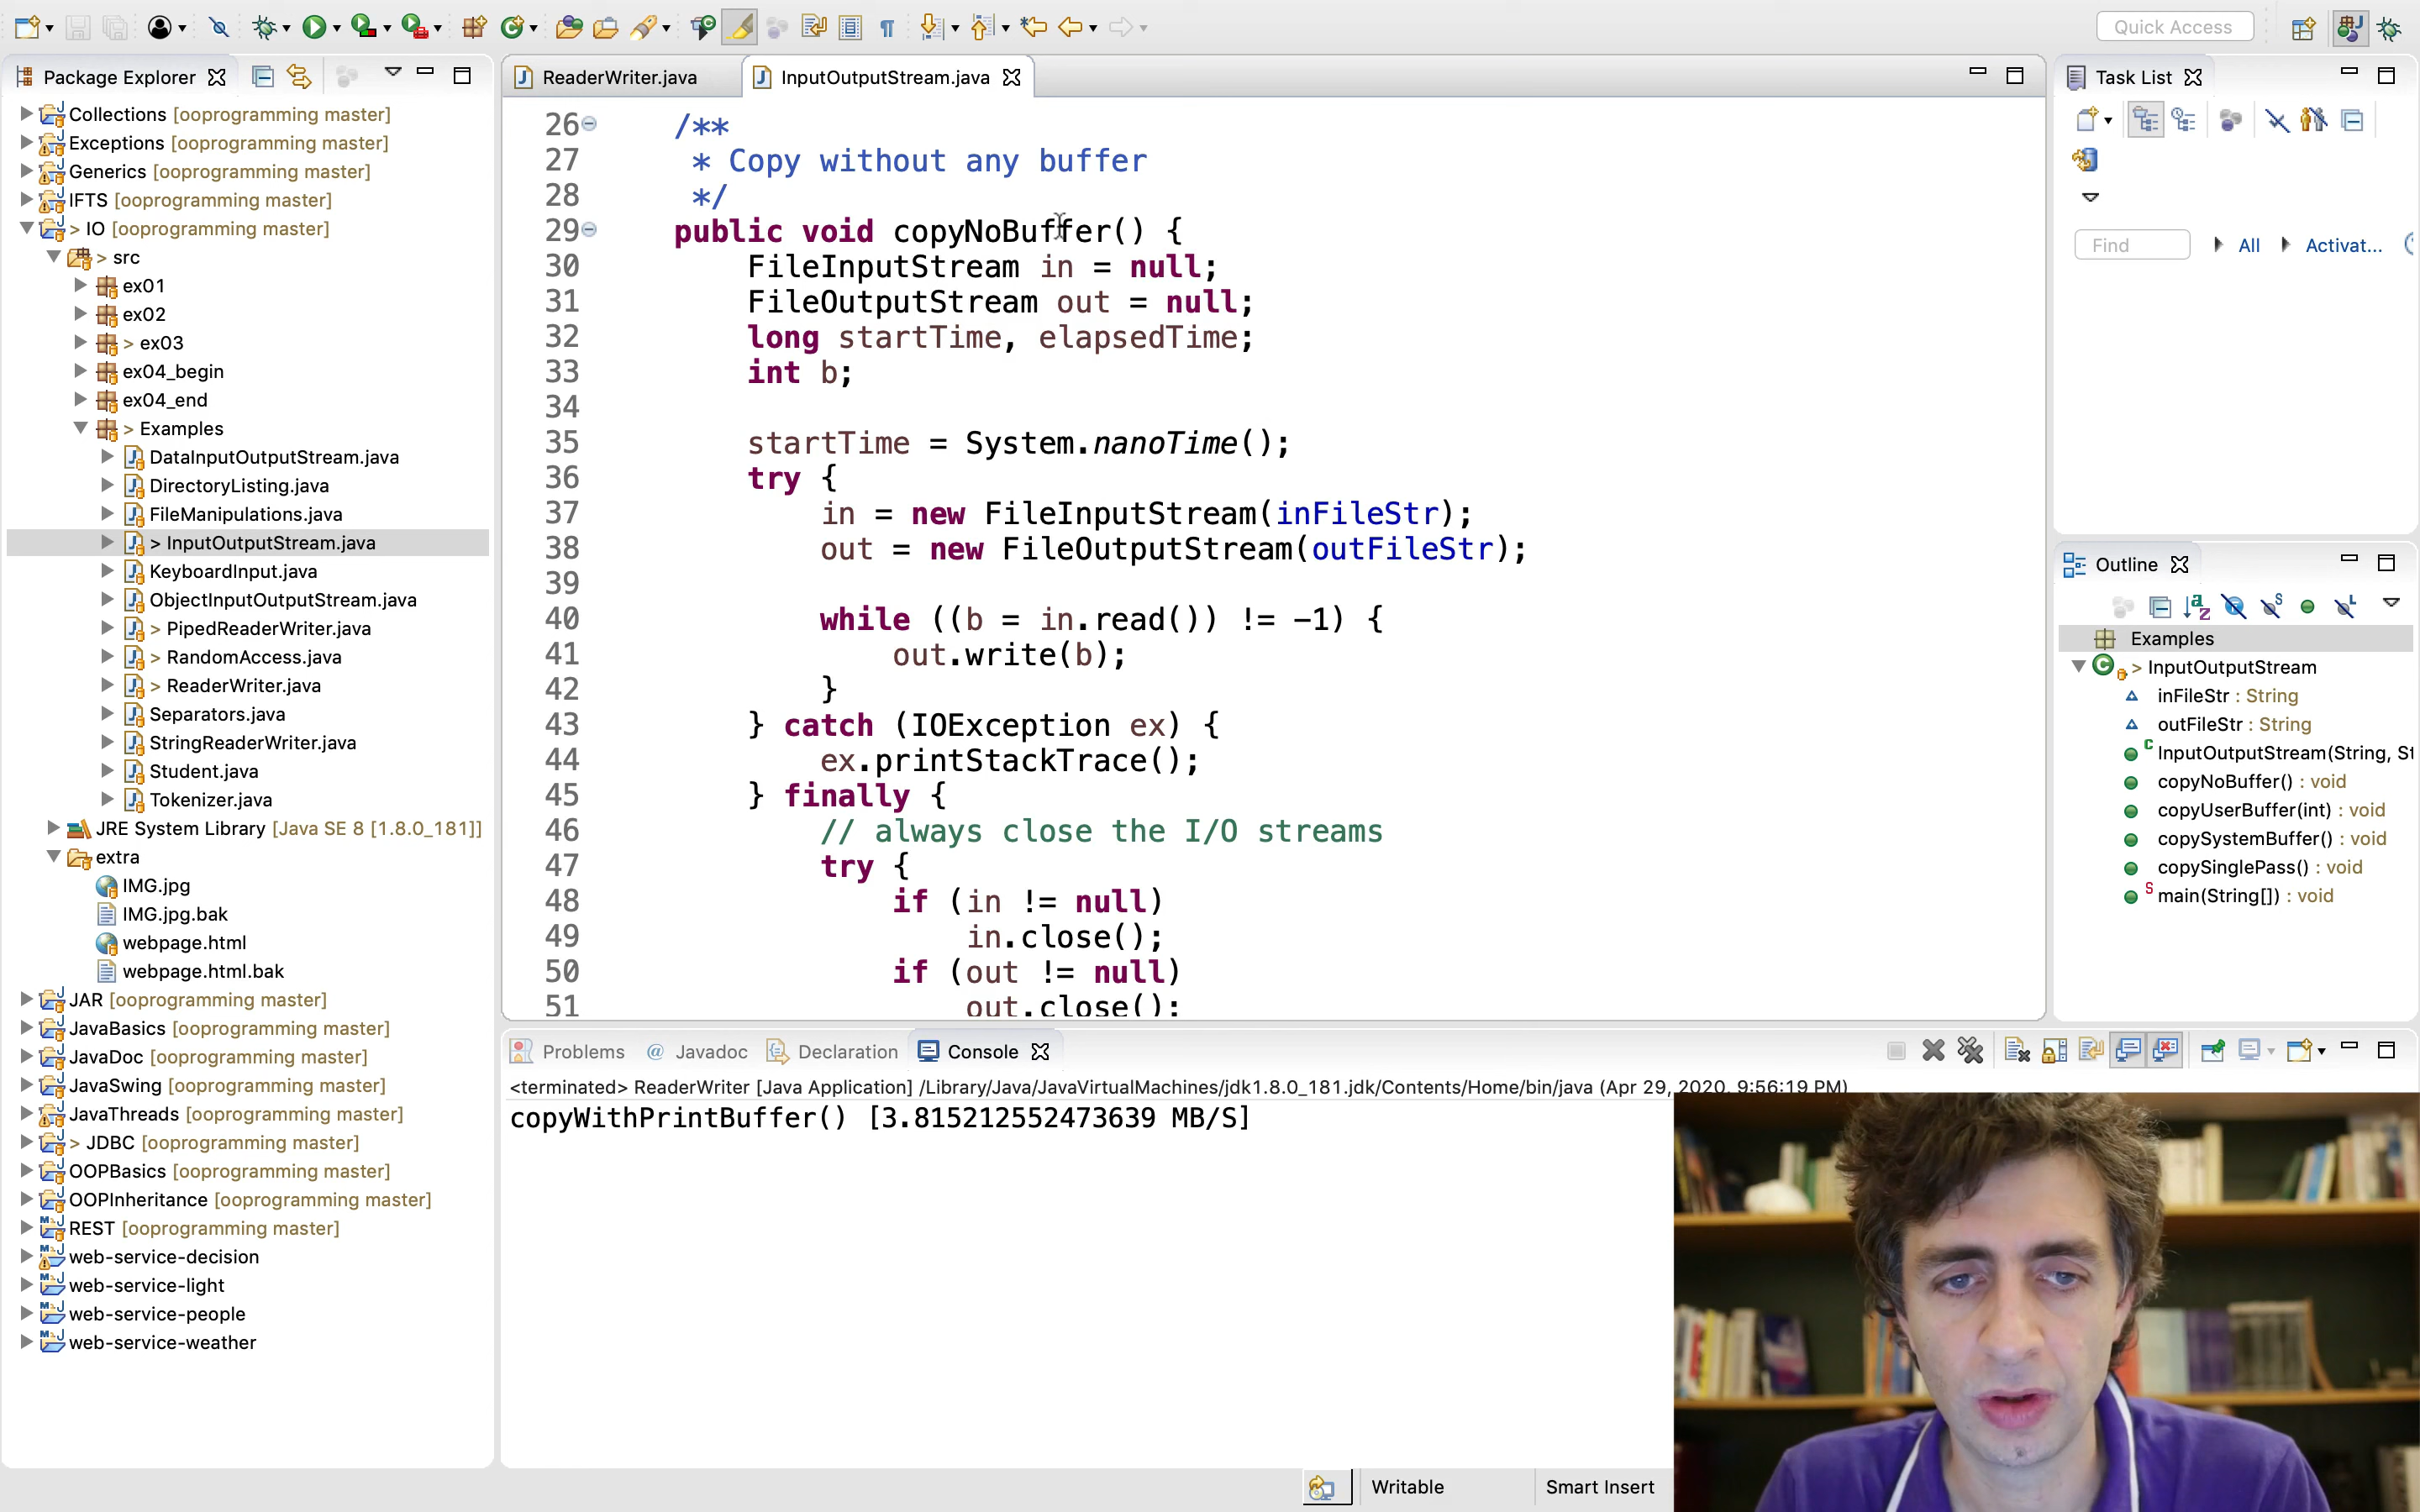 Quick Access
Package Explorer
Collections [ooprogramming master]
Exceptions [ooprogramming master]
Generics [ooprogramming master]
IFTS [ooprogramming master]
> IO [ooprogramming master]
> src
ex01
ex02
> ex03
ex04_begin
ex04_end
> Examples
DataInputOutputStream.java
DirectoryListing.java
FileManipulations.java
> InputOutputStream.java
KeyboardInput.java
ObjectInputOutputStream.java
> PipedReaderWriter.java
> RandomAccess.java
> ReaderWriter.java
Separators.java
StringReaderWriter.java
Student.java
Tokenizer.java
JRE System Library [Java SE 8 [1.8.0_181]]
extra
IMG.jpg
IMG.jpg.bak
webpage.html
webpage.html.bak
JAR [ooprogramming master]
JavaBasics [ooprogramming master]
JavaDoc [ooprogramming master]
JavaSwing [ooprogramming master]
JavaThreads [ooprogramming master]
> JDBC [ooprogramming master]
OOPBasics [ooprogramming master]
OOPInheritance [ooprogramming master]
REST [ooprogramming master]
web-service-decision
web-service-light
web-service-people
web-service-weather
ReaderWriter.java
InputOutputStream.java
26 /**
27 * Copy without any buffer
28 */
29 public void copyNoBuffer() {
30 FileInputStream in = null;
31 FileOutputStream out = null;
32 long startTime, elapsedTime;
33 int b;
34
35 startTime = System.nanoTime();
36 try {
37 in = new FileInputStream(inFileStr);
38 out = new FileOutputStream(outFileStr);
39
40 while ((b = in.read()) != -1) {
41 out.write(b);
42 }
43 } catch (IOException ex) {
44 ex.printStackTrace();
45 } finally {
46 // always close the I/O streams
47 try {
48 if (in != null)
49 in.close();
50 if (out != null)
51 out.close();
Problems
@ Javadoc
Declaration
Console
<terminated> ReaderWriter [Java Application] /Library/Java/JavaVirtualMachines/jdk1.8.0_181.jdk/Contents/Home/bin/java (Apr 29, 2020, 9:56:19 PM)
copyWithPrintBuffer() [3.815212552473639 MB/S]
Writable
Smart Insert
Task List
Find
All
Activat...
Outline
Examples
> InputOutputStream
inFileStr : String
outFileStr : String
InputOutputStream(String, St
copyNoBuffer() : void
copyUserBuffer(int) : void
copySystemBuffer() : void
copySinglePass() : void
main(String[]) : void